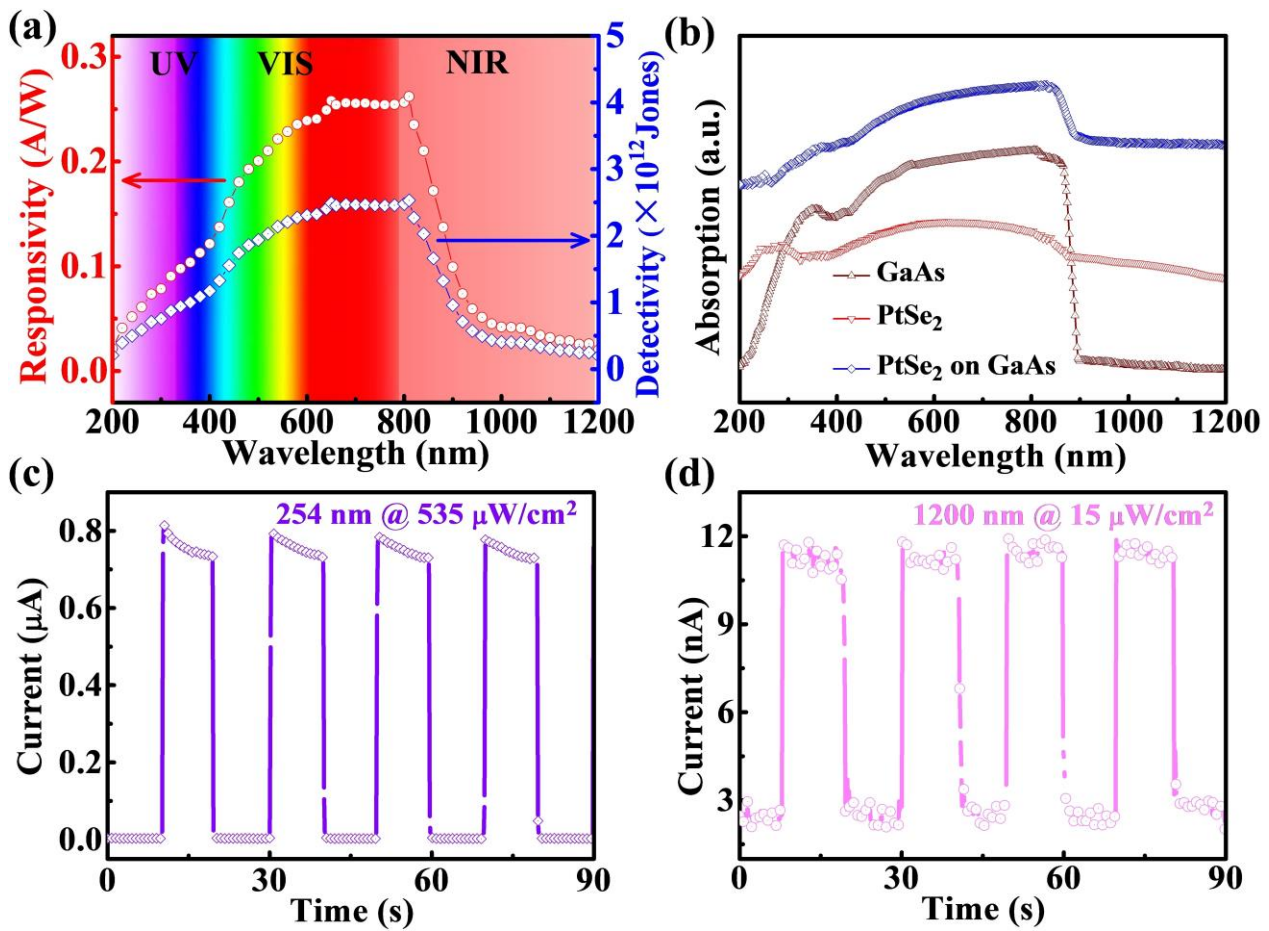 (a)
UV VIS NIR
Responsivity (A/W)
0.3
0.2
0.1
0.0
Detectivity (×10¹² Jones)
5
4
3
2
1
0
200 400 600 800 1000 1200
Wavelength (nm)
(b)
Absorption (a.u.)
GaAs
PtSe₂
PtSe₂ on GaAs
200 400 600 800 1000 1200
Wavelength (nm)
(c)
254 nm @ 535 μW/cm²
Current (μA)
0.8
0.6
0.4
0.2
0.0
0 30 60 90
Time (s)
(d)
1200 nm @ 15 μW/cm²
Current (nA)
12
9
6
3
0 30 60 90
Time (s)